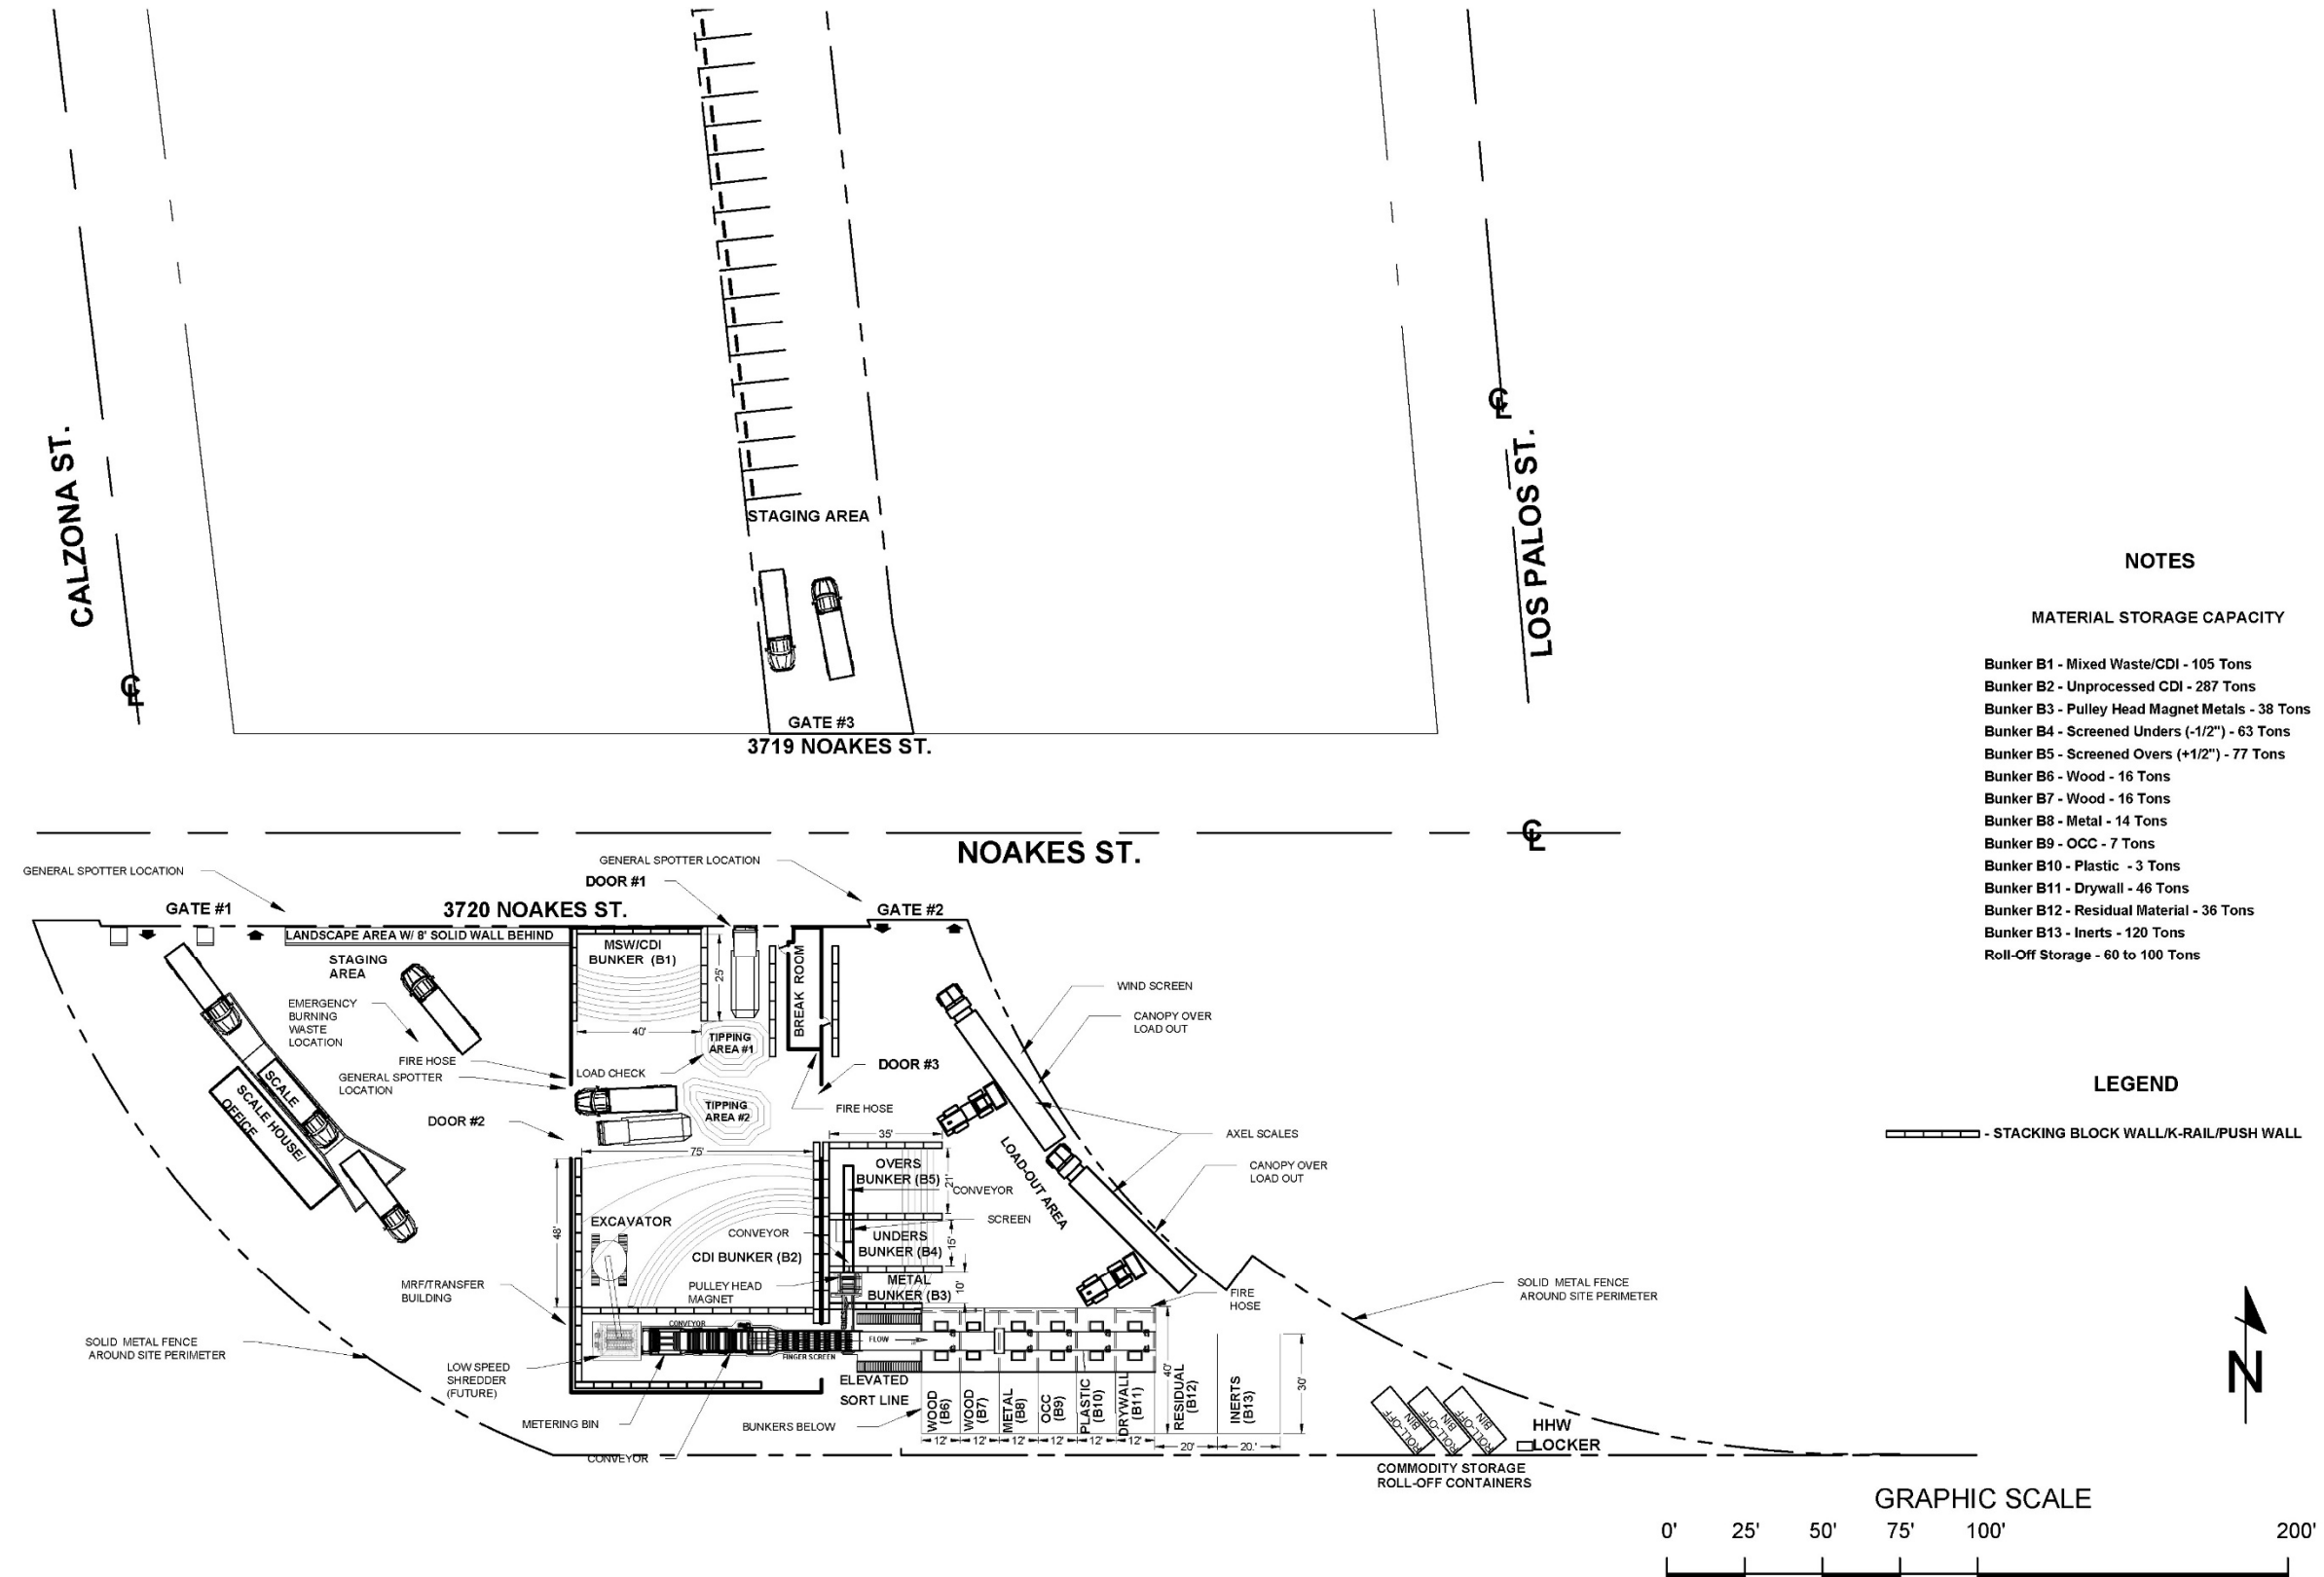 CALZONA ST.
LOS PALOS ST.
STAGING AREA
GATE #3
3719 NOAKES ST.
NOAKES ST.
NOTES
MATERIAL STORAGE CAPACITY
Bunker B1 - Mixed Waste/CDI - 105 Tons
Bunker B2 - Unprocessed CDI - 287 Tons
Bunker B3 - Pulley Head Magnet Metals - 38 Tons
Bunker B4 - Screened Unders (-1/2") - 63 Tons
Bunker B5 - Screened Overs (+1/2") - 77 Tons
Bunker B6 - Wood - 16 Tons
Bunker B7 - Wood - 16 Tons
Bunker B8 - Metal - 14 Tons
Bunker B9 - OCC - 7 Tons
Bunker B10 - Plastic - 3 Tons
Bunker B11 - Drywall - 46 Tons
Bunker B12 - Residual Material - 36 Tons
Bunker B13 - Inerts - 120 Tons
Roll-Off Storage - 60 to 100 Tons
LEGEND
- STACKING BLOCK WALL/K-RAIL/PUSH WALL
GENERAL SPOTTER LOCATION
GENERAL SPOTTER LOCATION
DOOR #1
GATE #1
3720 NOAKES ST.
GATE #2
LANDSCAPE AREA W/ 8' SOLID WALL BEHIND
STAGING
AREA
MSW/CDI
BUNKER (B1)
25'
40'
BREAK ROOM
EMERGENCY
BURNING
WASTE
LOCATION
TIPPING
AREA #1
FIRE HOSE
LOAD CHECK
GENERAL SPOTTER
LOCATION
TIPPING
AREA #2
DOOR #2
DOOR #3
FIRE HOSE
WIND SCREEN
CANOPY OVER
LOAD OUT
AXEL SCALES
CANOPY OVER
LOAD OUT
LOAD-OUT AREA
SCALE
SCALE HOUSE/
OFFICE
75'
48'
35'
OVERS
BUNKER (B5)
21'
CONVEYOR
SCREEN
EXCAVATOR
CONVEYOR
CDI BUNKER (B2)
UNDERS
BUNKER (B4)
15'
PULLEY HEAD
MAGNET
METAL
BUNKER (B3)
10'
MRF/TRANSFER
BUILDING
FIRE
HOSE
SOLID METAL FENCE
AROUND SITE PERIMETER
SOLID METAL FENCE
AROUND SITE PERIMETER
CONVEYOR
FLOW
FINGER SCREEN
LOW SPEED
SHREDDER
(FUTURE)
METERING BIN
CONVEYOR
ELEVATED
SORT LINE
BUNKERS BELOW
WOOD
(B6)
WOOD
(B7)
METAL
(B8)
OCC
(B9)
PLASTIC
(B10)
DRYWALL
(B11)
RESIDUAL
(B12)
INERTS
(B13)
40'
30'
12'
12'
12'
12'
12'
12'
20'
20.'
ROLL-OFF
BIN
ROLL-OFF
BIN
ROLL-OFF
BIN
HHW
LOCKER
COMMODITY STORAGE
ROLL-OFF CONTAINERS
N
GRAPHIC SCALE
0' 25' 50' 75' 100' 200'